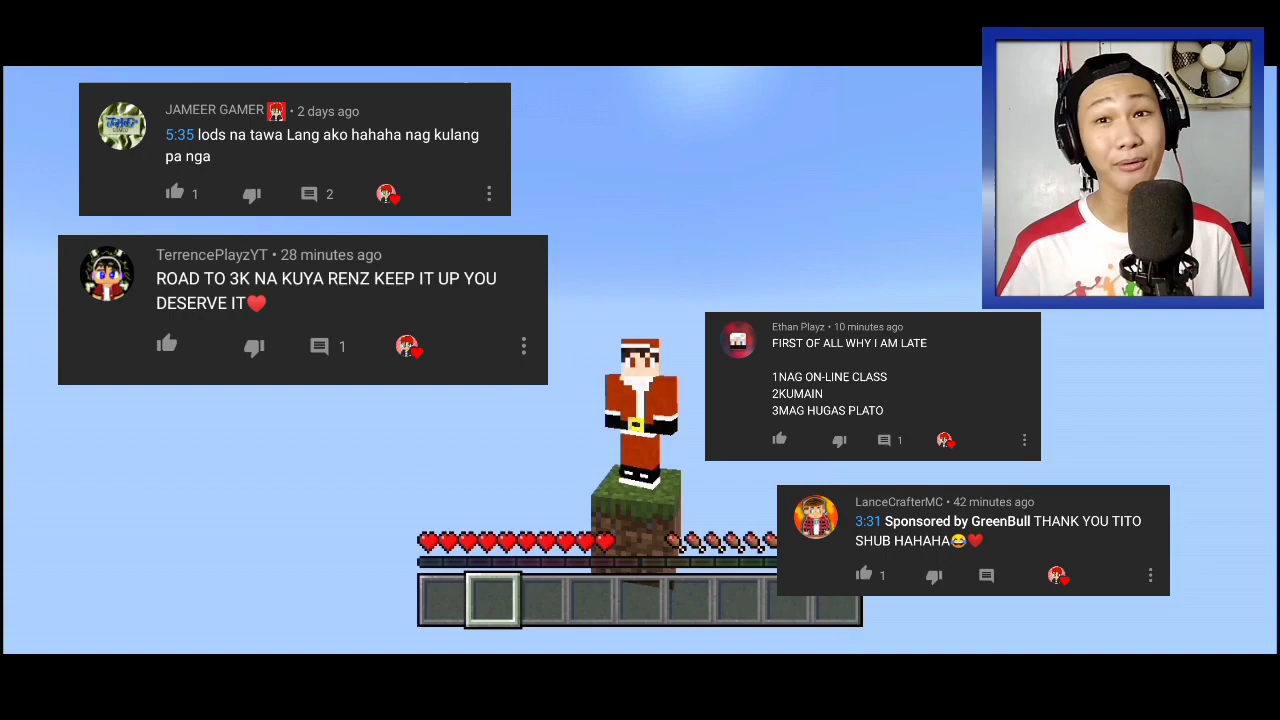 JAMEER GAMER • 2 days ago
5:35 lods na tawa Lang ako hahaha nag kulang
pa nga
1 2
TerrencePlayzYT • 28 minutes ago
ROAD TO 3K NA KUYA RENZ KEEP IT UP YOU
DESERVE IT❤️
1
Ethan Playz • 10 minutes ago
FIRST OF ALL WHY I AM LATE
1NAG ON-LINE CLASS
2KUMAIN
3MAG HUGAS PLATO
1
LanceCrafterMC • 42 minutes ago
3:31 Sponsored by GreenBull THANK YOU TITO
SHUB HAHAHA😂❤️
1